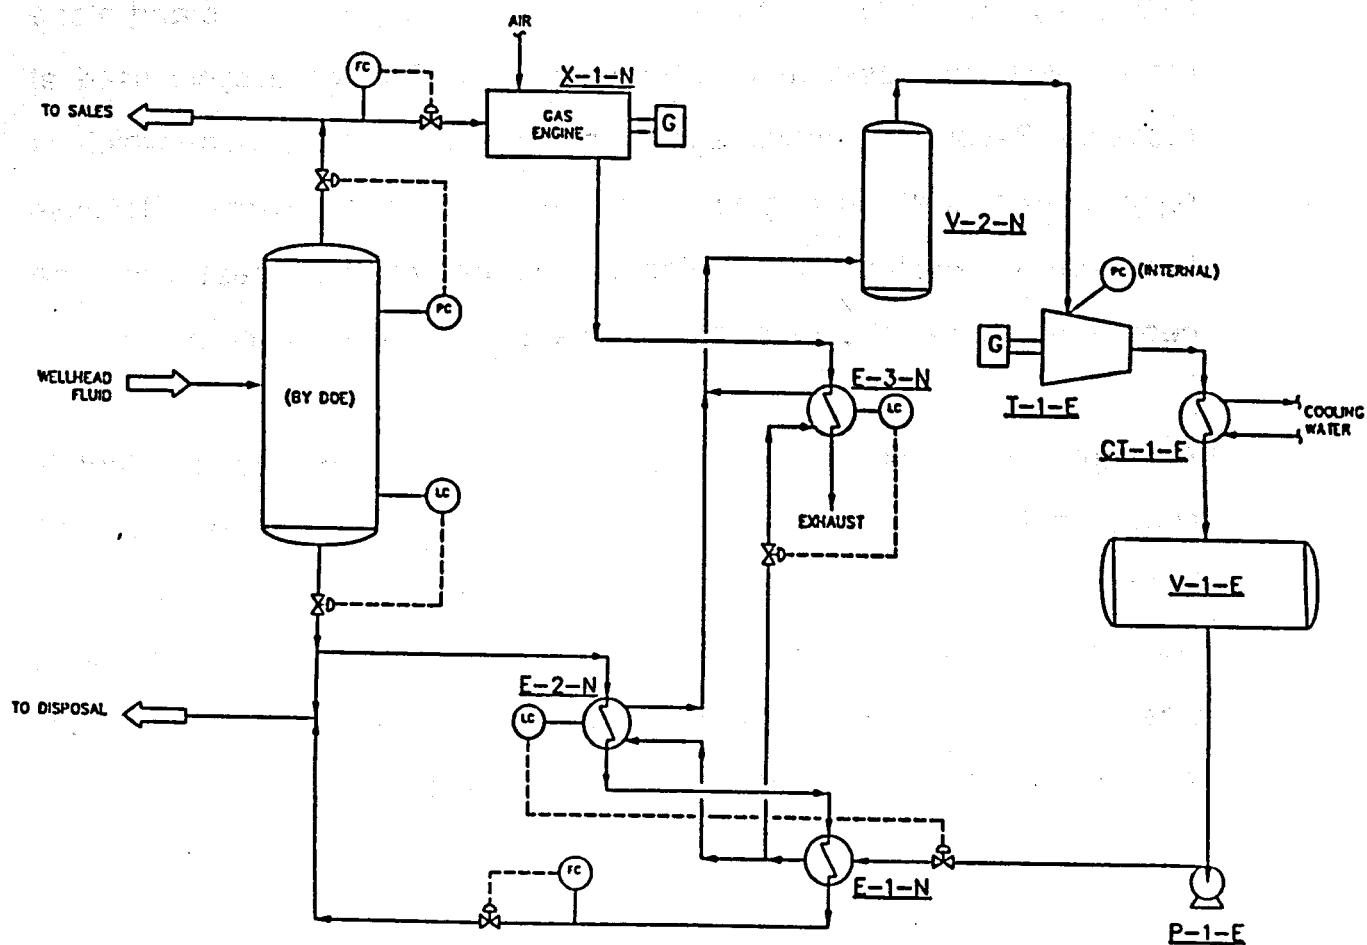 AIR
FC
X-1-N
TO SALES
GAS
ENGINE
G
V-2-N
PC
(INTERNAL)
PC
G
WELLHEAD
FLUID
(BY DOE)
E-3-N
LC
T-1-E
COOLING
WATER
CT-1-E
LC
EXHAUST
V-1-E
E-2-N
TO DISPOSAL
LC
FC
E-1-N
P-1-E